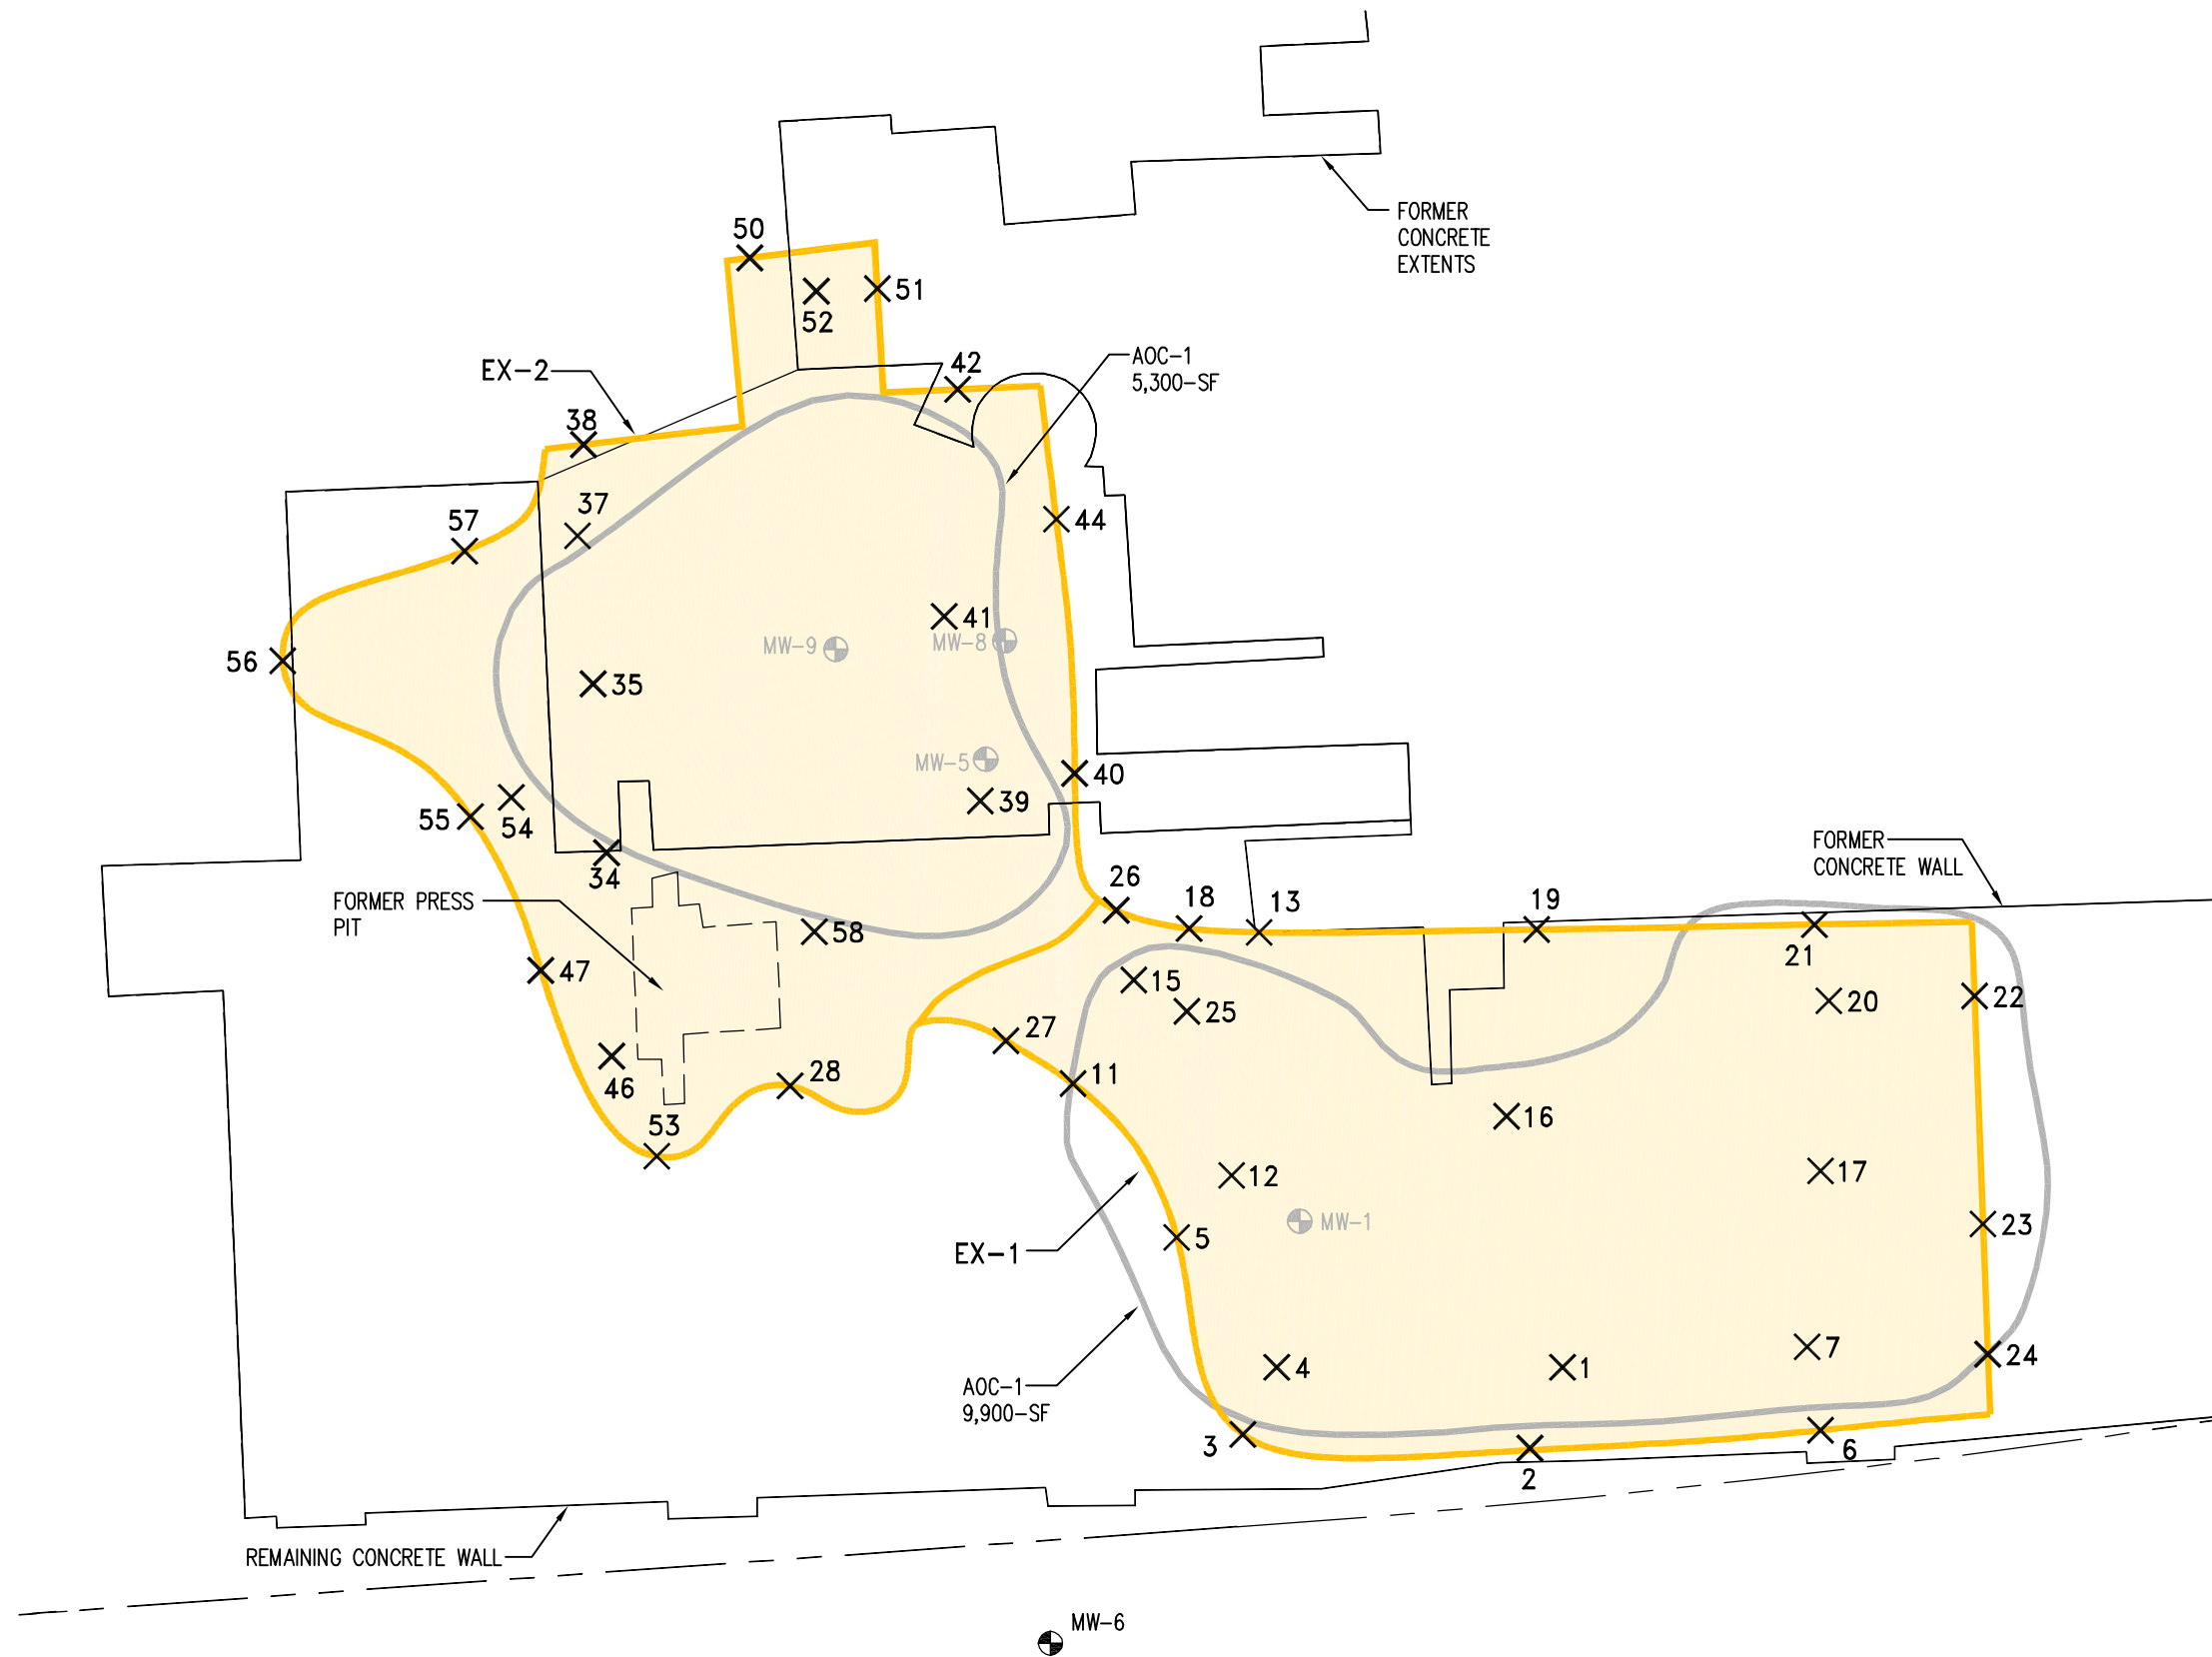 FORMER
CONCRETE
EXTENTS
50
51
52
42
AOC-1
5,300-SF
EX-2
38
37
57
44
41
MW-9
MW-8
56
35
MW-5
40
39
54
55
34
FORMER
CONCRETE WALL
26
18
13
19
FORMER PRESS
PIT
58
21
47
15
25
20
22
27
28
11
46
53
16
12
17
MW-1
5
23
EX-1
4
1
7
24
AOC-1
9,900-SF
3
2
6
REMAINING CONCRETE WALL
MW-6